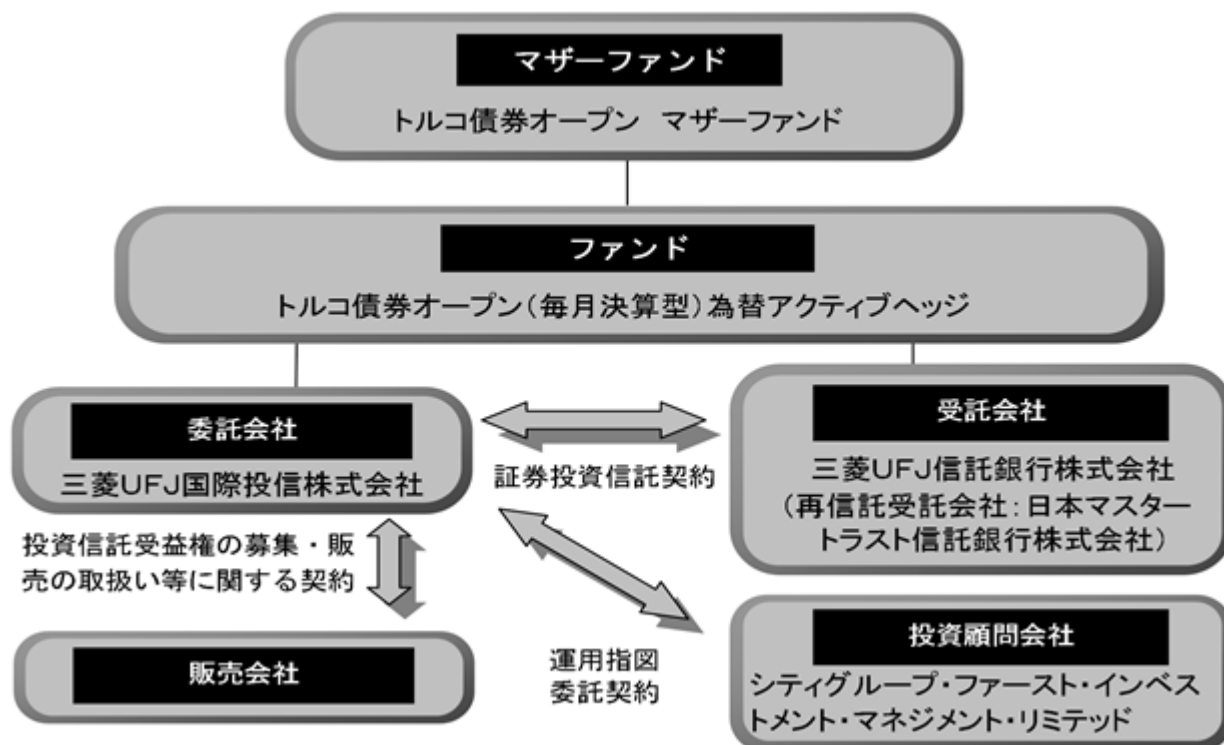 マザーファンド
トルコ債券オープン　マザーファンド
ファンド
トルコ債券オープン（毎月決算型）為替アクティブヘッジ
委託会社
三菱ＵＦＪ国際投信株式会社
証券投資信託契約
受託会社
三菱ＵＦＪ信託銀行株式会社
（再信託受託会社：日本マスター
トラスト信託銀行株式会社）
投資信託受益権の募集・販
売の取扱い等に関する契約
販売会社
運用指図
委託契約
投資顧問会社
シティグループ・ファースト・インベス
トメント・マネジメント・リミテッド